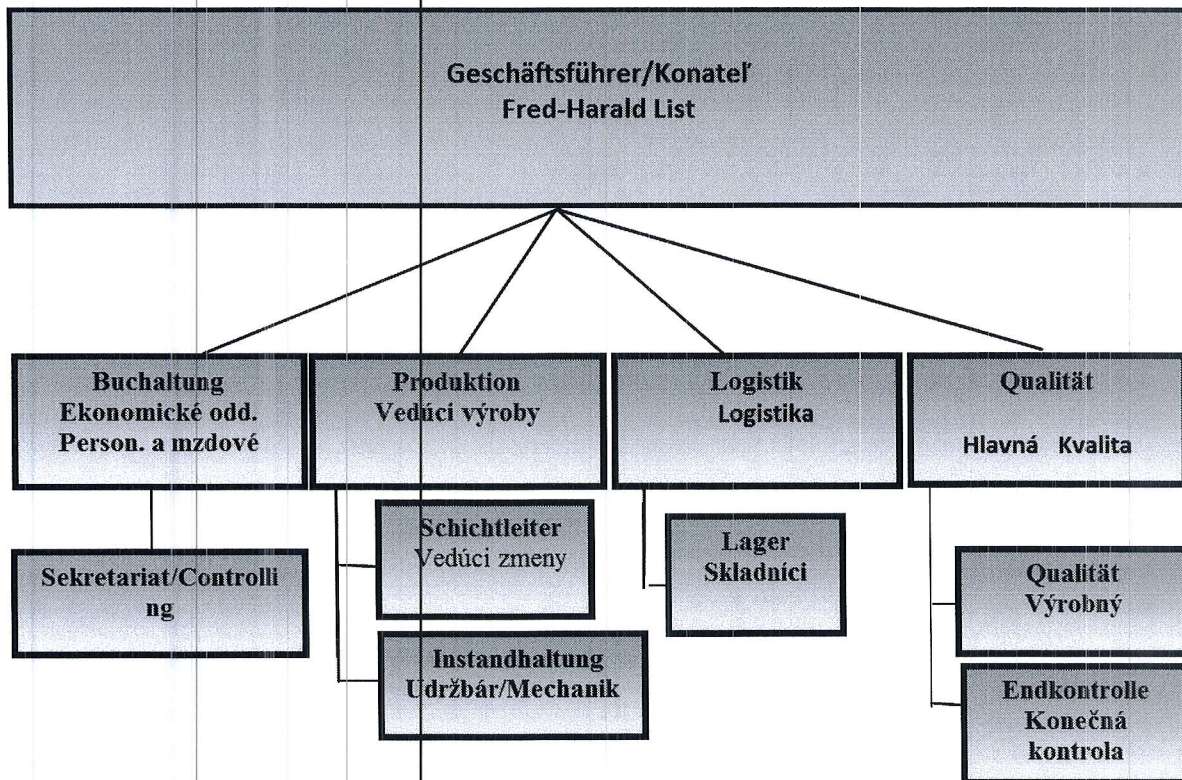 Geschäftsführer/Konateľ
Fred-Harald List
Buchaltung
Ekonomické odd.
Person. a mzdové
Produktion
Vedúci výroby
Logistik
Logistika
Qualität
Hlavná Kvalita
Sekretariat/Controlli
ng
Schichtleiter
Vedúci zmeny
Instandhaltung
Udržbár/Mechanik
Lager
Skladníci
Qualität
Výrobný
Endkontrolle
Konečná
kontrola